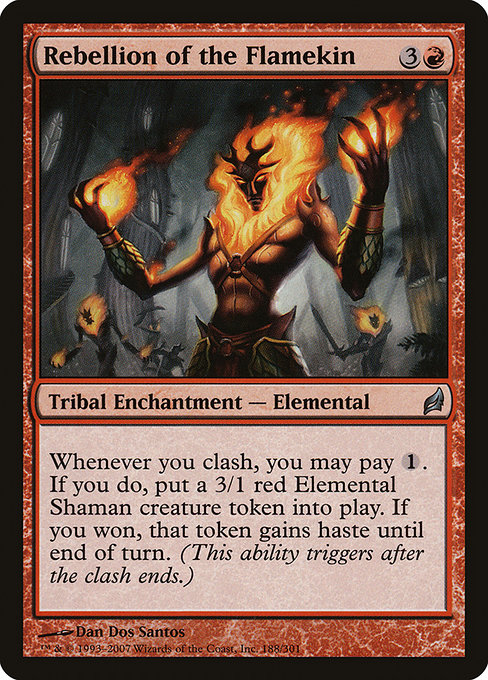 Rebellion of the Flamekin 3
Tribal Enchantment — Elemental
Whenever you clash, you may pay 1.
If you do, put a 3/1 red Elemental
Shaman creature token into play. If
you won, that token gains haste until
end of turn. (This ability triggers after
the clash ends.)
Dan Dos Santos
™ & © 1993-2007 Wizards of the Coast, Inc. 188/301